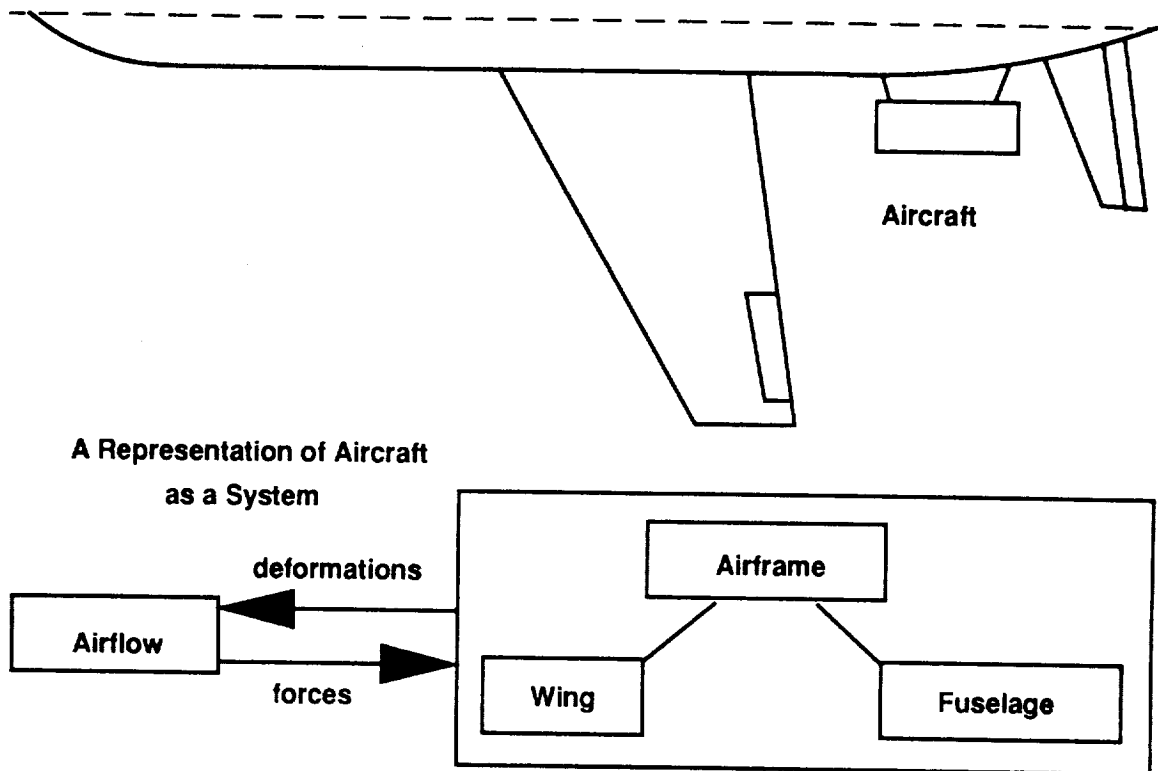 Aircraft
A Representation of Aircraft
as a System
deformations
Airframe
Airflow
forces
Wing
Fuselage